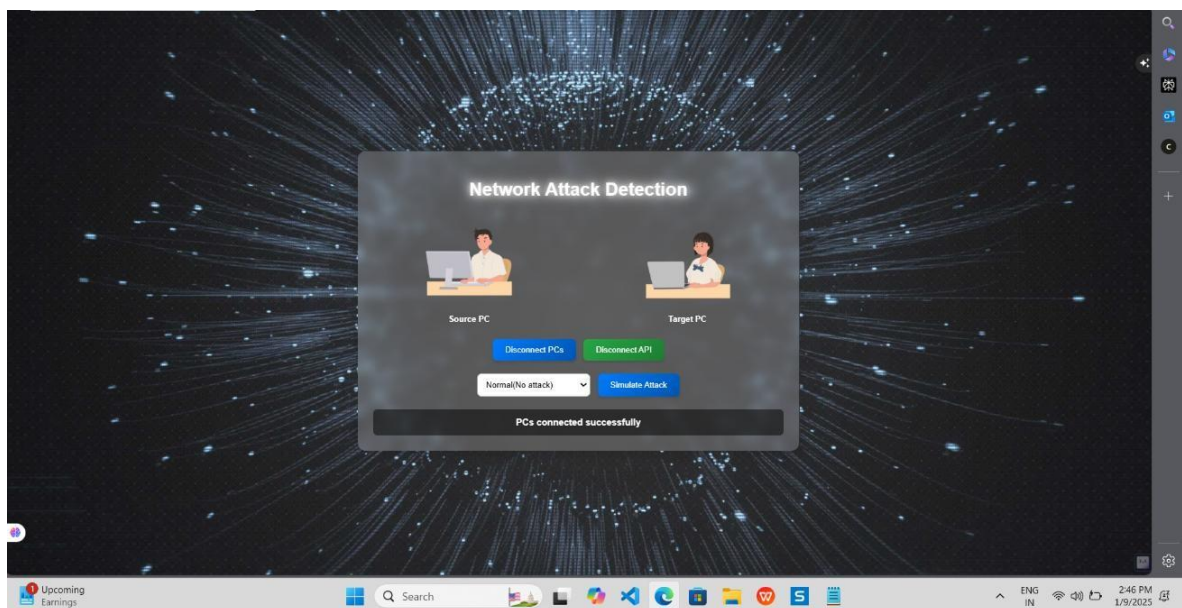 Network Attack Detection
Source PC
Target PC
Disconnect PCs
Disconnect API
Normal(No attack)
Simulate Attack
PCs connected successfully
1
Upcoming
Earnings
Search
ENG
IN
2:46 PM
1/9/2025